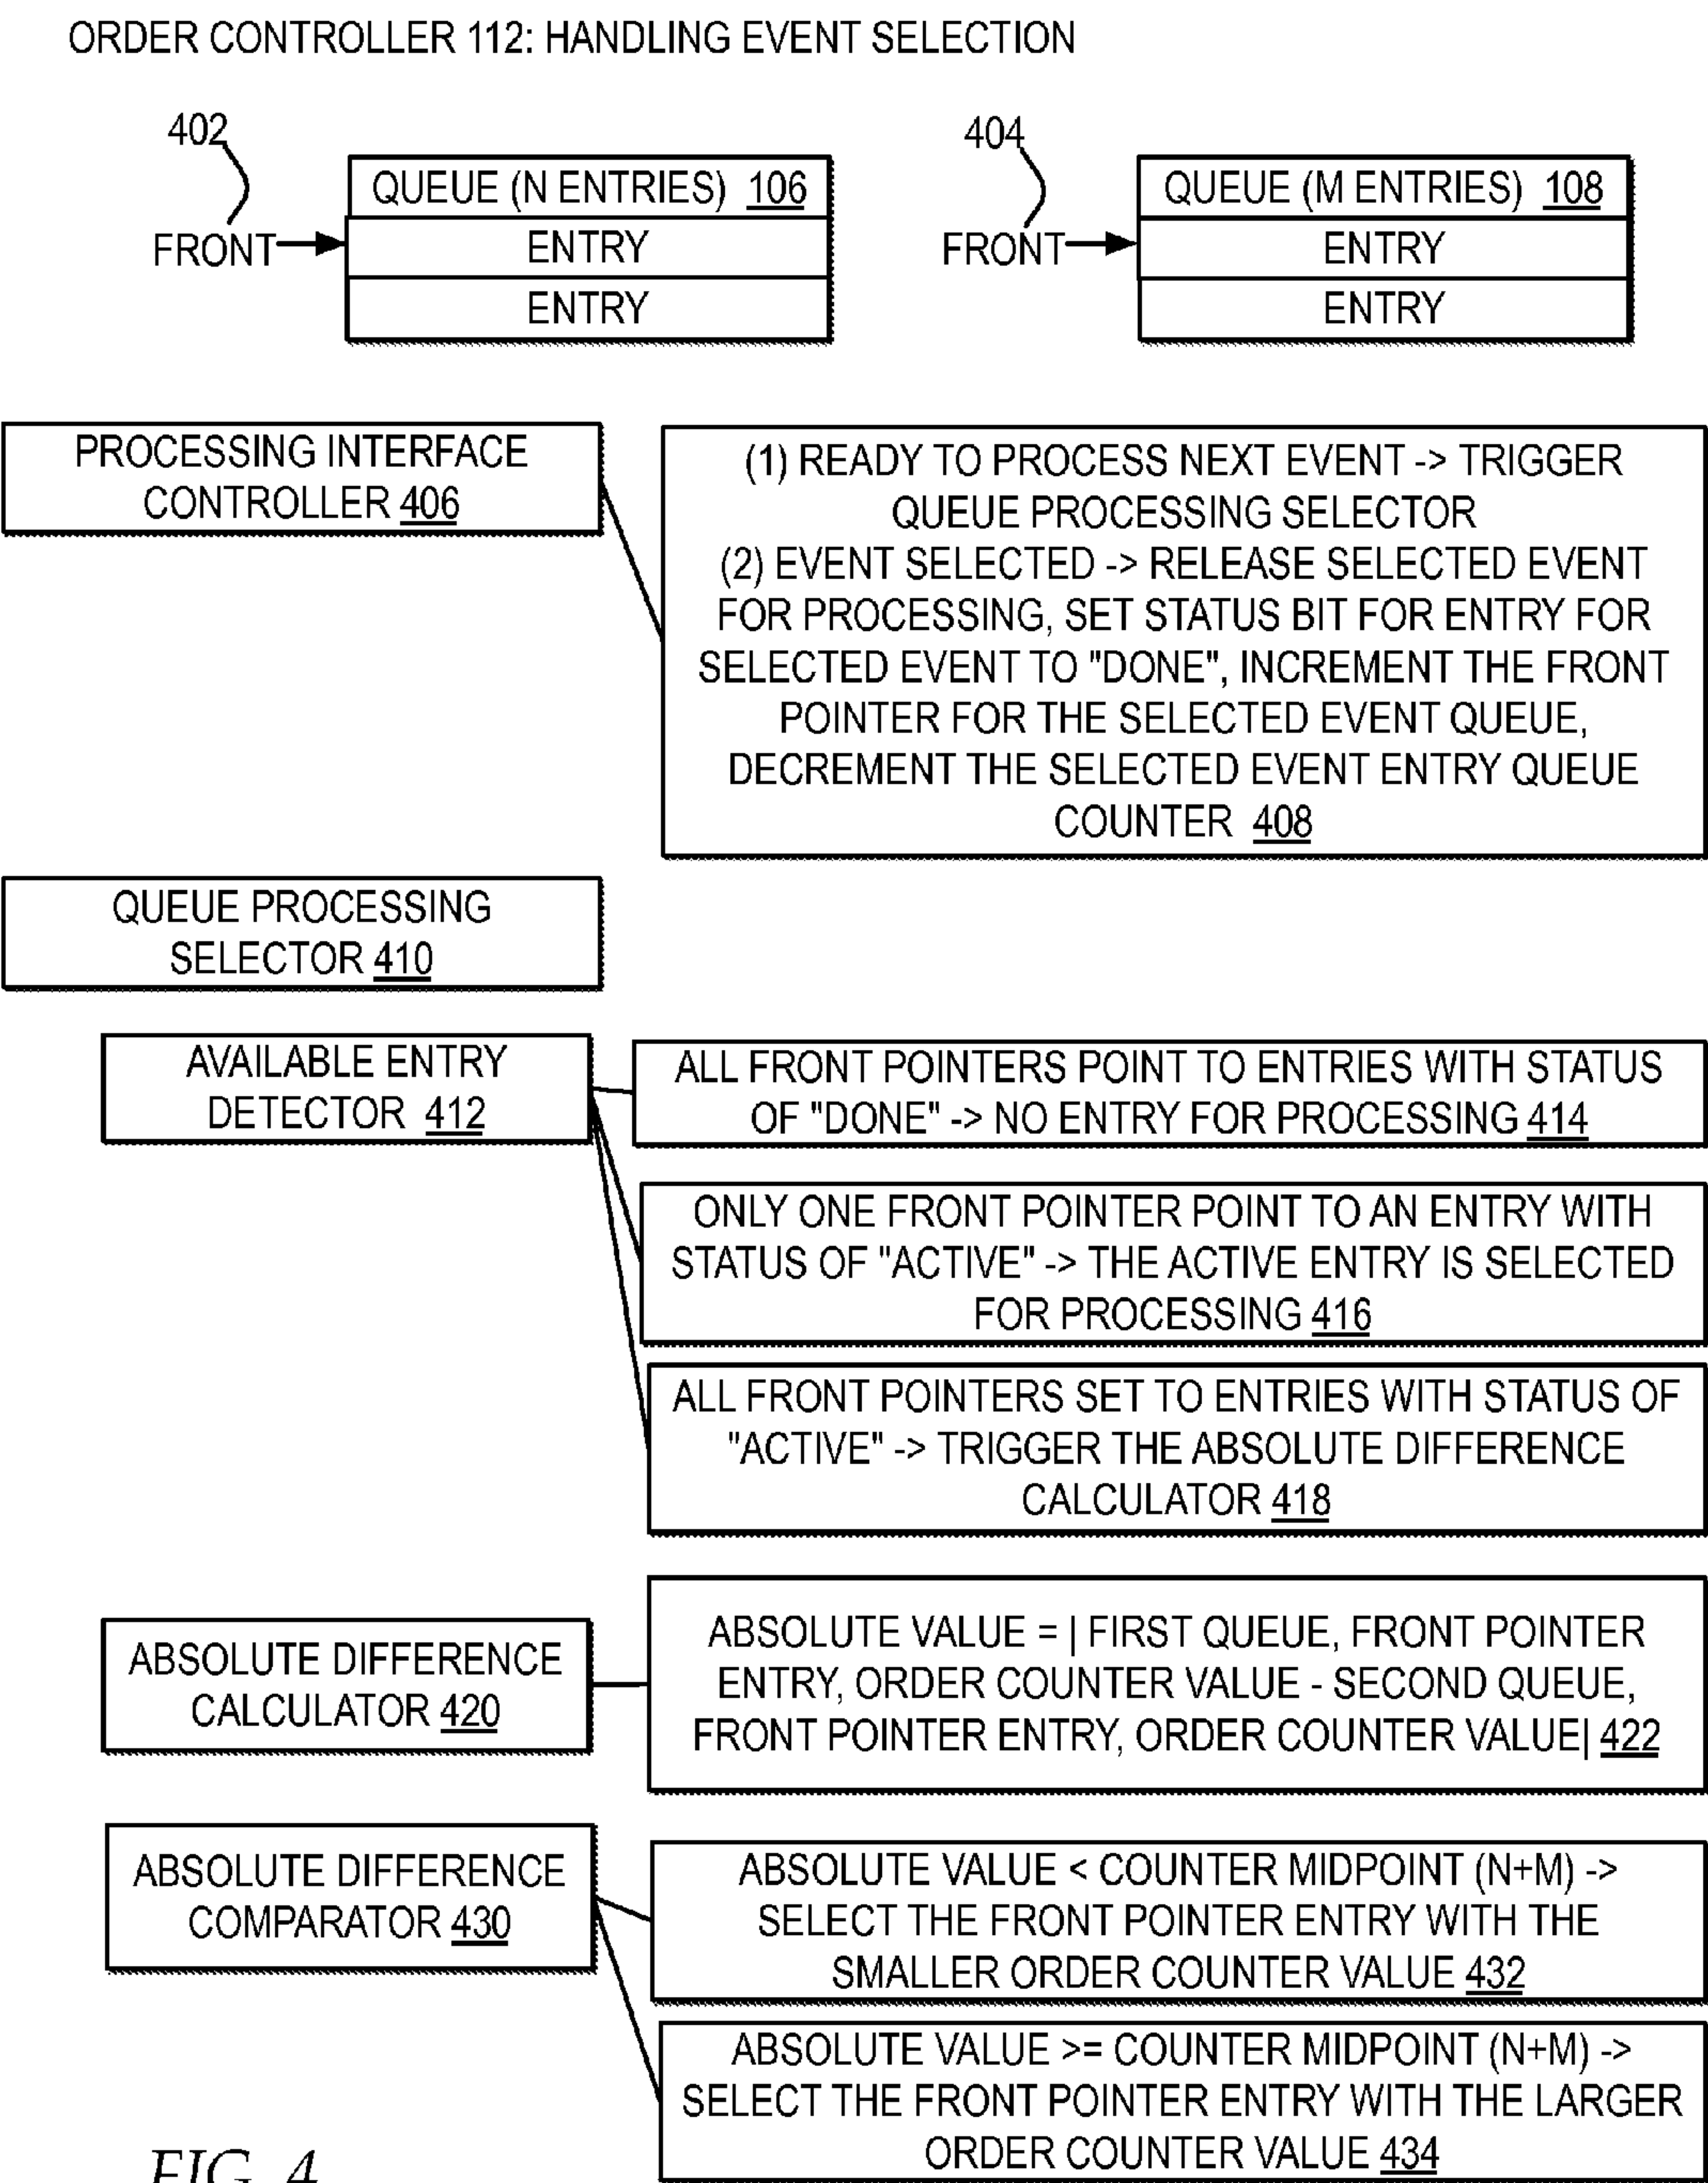 ORDER CONTROLLER 112: HANDLING EVENT SELECTION
402
404
QUEUE (N ENTRIES) 106
QUEUE (M ENTRIES) 108
FRONT
ENTRY
FRONT
ENTRY
ENTRY
ENTRY
PROCESSING INTERFACE
CONTROLLER 406
(1) READY TO PROCESS NEXT EVENT -> TRIGGER
QUEUE PROCESSING SELECTOR
(2) EVENT SELECTED -> RELEASE SELECTED EVENT
FOR PROCESSING, SET STATUS BIT FOR ENTRY FOR
SELECTED EVENT TO "DONE", INCREMENT THE FRONT
POINTER FOR THE SELECTED EVENT QUEUE,
DECREMENT THE SELECTED EVENT ENTRY QUEUE
COUNTER 408
QUEUE PROCESSING
SELECTOR 410
AVAILABLE ENTRY
DETECTOR 412
ALL FRONT POINTERS POINT TO ENTRIES WITH STATUS
OF "DONE" -> NO ENTRY FOR PROCESSING 414
ONLY ONE FRONT POINTER POINT TO AN ENTRY WITH
STATUS OF "ACTIVE" -> THE ACTIVE ENTRY IS SELECTED
FOR PROCESSING 416
ALL FRONT POINTERS SET TO ENTRIES WITH STATUS OF
"ACTIVE" -> TRIGGER THE ABSOLUTE DIFFERENCE
CALCULATOR 418
ABSOLUTE DIFFERENCE
CALCULATOR 420
ABSOLUTE VALUE = | FIRST QUEUE, FRONT POINTER
ENTRY, ORDER COUNTER VALUE - SECOND QUEUE,
FRONT POINTER ENTRY, ORDER COUNTER VALUE| 422
ABSOLUTE DIFFERENCE
COMPARATOR 430
ABSOLUTE VALUE < COUNTER MIDPOINT (N+M) ->
SELECT THE FRONT POINTER ENTRY WITH THE
SMALLER ORDER COUNTER VALUE 432
ABSOLUTE VALUE >= COUNTER MIDPOINT (N+M) ->
SELECT THE FRONT POINTER ENTRY WITH THE LARGER
ORDER COUNTER VALUE 434
FIG. 4